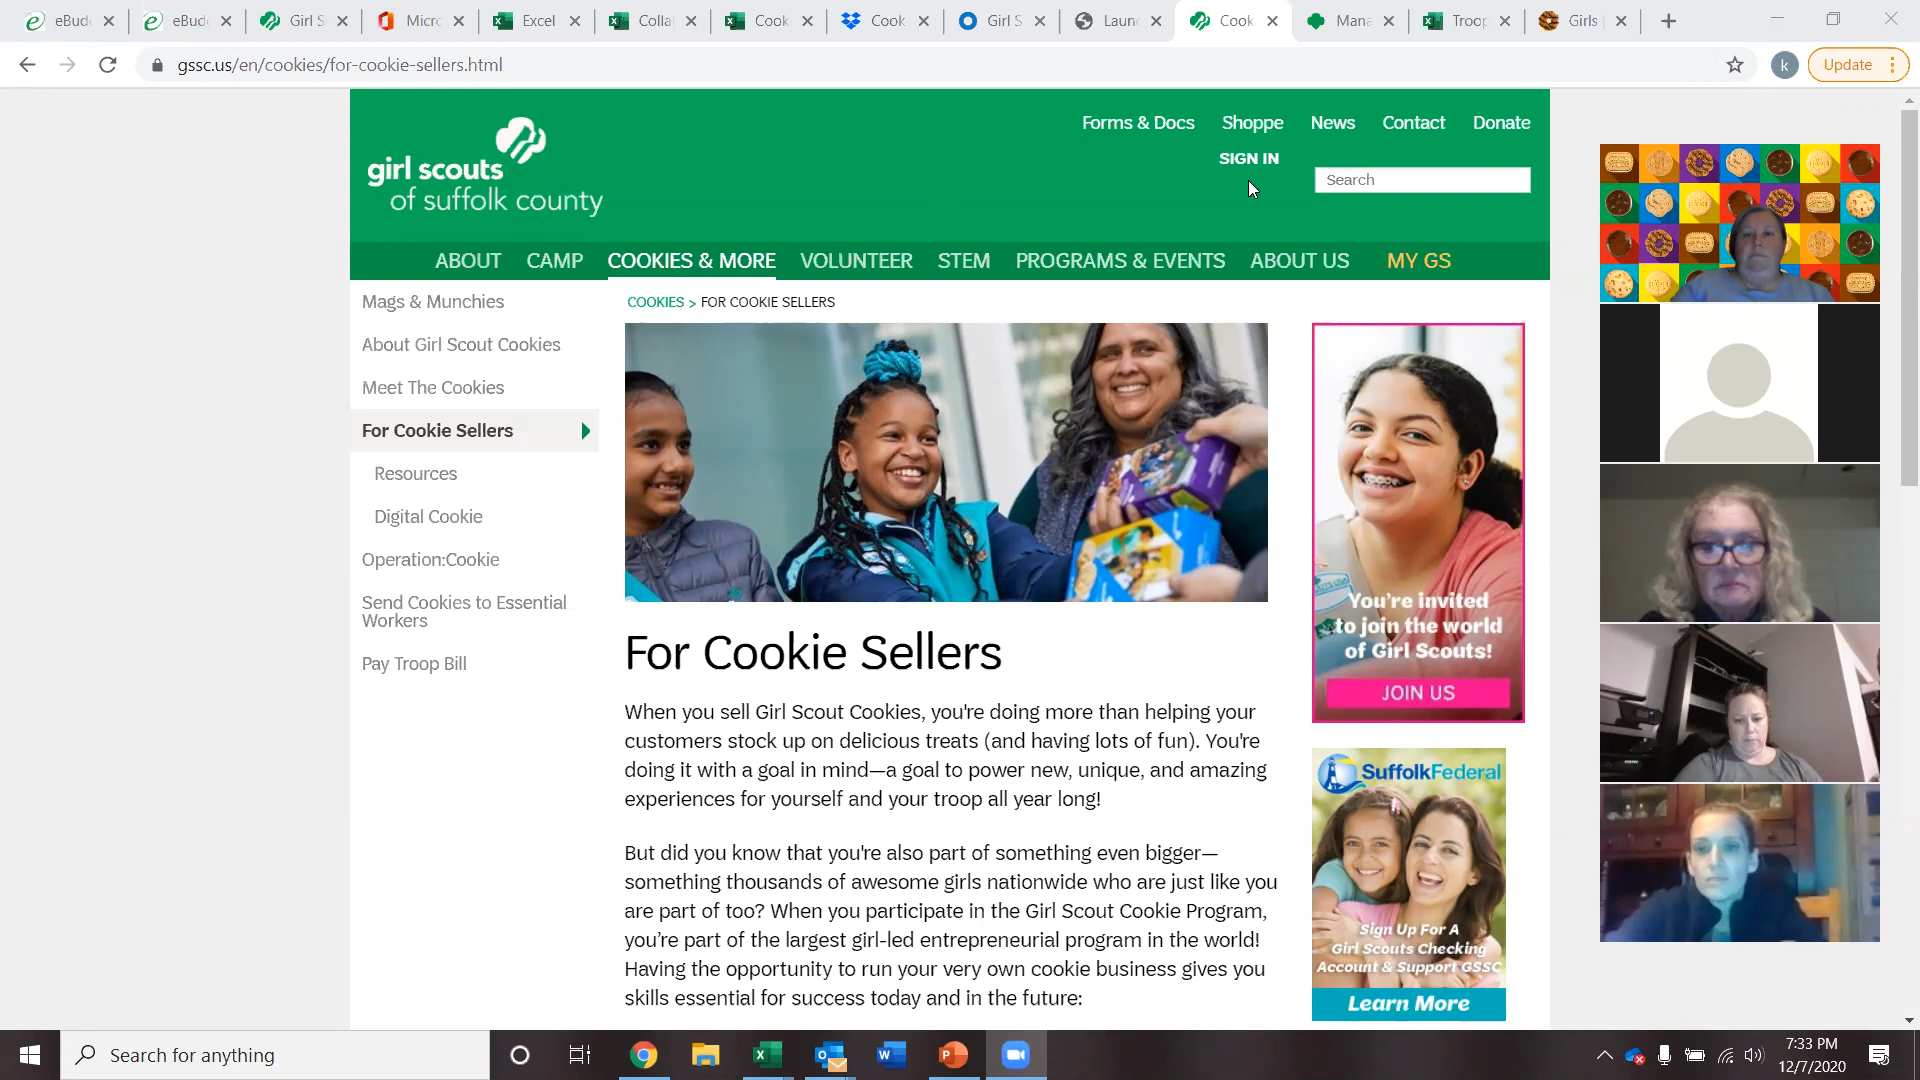 eBud
eBud
Girl S
Micro
Excel
Colla
Cook
Cook
Girl S
Laun
Cook
Mana
Troop
Girls
gssc.us/en/cookies/for-cookie-sellers.html
k
Update
girl scouts
of suffolk county
Forms & Docs
Shoppe
News
Contact
Donate
SIGN IN
Search
ABOUT
CAMP
COOKIES & MORE
VOLUNTEER
STEM
PROGRAMS & EVENTS
ABOUT US
MY GS
Mags & Munchies
About Girl Scout Cookies
Meet The Cookies
For Cookie Sellers
Resources
Digital Cookie
Operation:Cookie
Send Cookies to Essential
Workers
Pay Troop Bill
COOKIES > FOR COOKIE SELLERS
For Cookie Sellers
When you sell Girl Scout Cookies, you're doing more than helping your
customers stock up on delicious treats (and having lots of fun). You're
doing it with a goal in mind—a goal to power new, unique, and amazing
experiences for yourself and your troop all year long!
But did you know that you're also part of something even bigger—
something thousands of awesome girls nationwide who are just like you
are part of too? When you participate in the Girl Scout Cookie Program,
you're part of the largest girl-led entrepreneurial program in the world!
Having the opportunity to run your very own cookie business gives you
skills essential for success today and in the future:
You're invited
to join the world
of Girl Scouts!
JOIN US
SuffolkFederal
Sign Up For A
Girl Scouts Checking
Account & Support GSSC
Learn More
Search for anything
7:33 PM
12/7/2020